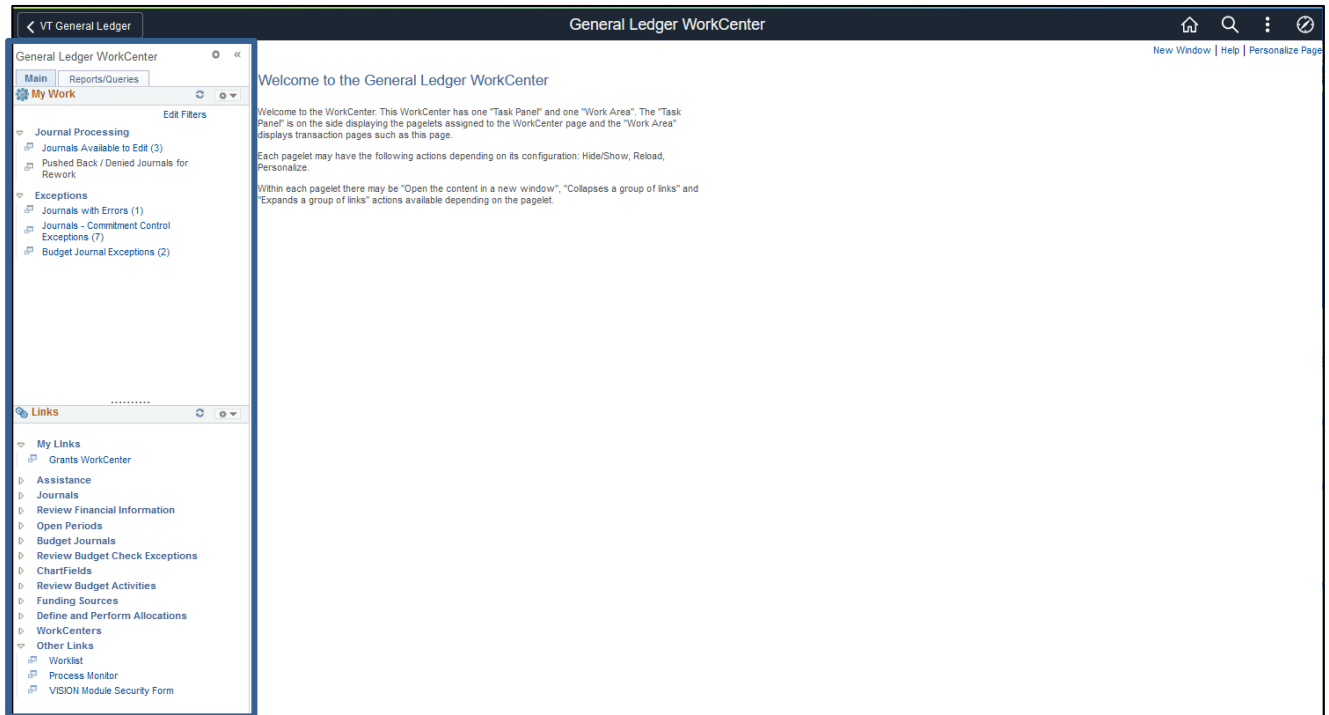 VT General Ledger
General Ledger WorkCenter
New Window | Help | Personalize Page
General Ledger WorkCenter
Main
Reports/Queries
My Work
Edit Filters
Journal Processing
Journals Available to Edit (3)
Pushed Back / Denied Journals for
Rework
Exceptions
Journals with Errors (1)
Journals - Commitment Control
Exceptions (7)
Budget Journal Exceptions (2)
Links
My LInks
Grants WorkCenter
Assistance
Journals
Review Financial Information
Open Periods
Budget Journals
Review Budget Check Exceptions
ChartFields
Review Budget Activities
Funding Sources
Define and Perform Allocations
WorkCenters
Other Links
Worklist
Process Monitor
VISION Module Security Form
Welcome to the General Ledger WorkCenter
Welcome to the WorkCenter. This WorkCenter has one "Task Panel" and one "Work Area". The "Task
Panel" is on the side displaying the pagelets assigned to the WorkCenter page and the "Work Area"
displays transaction pages such as this page.
Each pagelet may have the following actions depending on its configuration: Hide/Show, Reload,
Personalize.
Within each pagelet there may be "Open the content in a new window", "Collapses a group of links" and
"Expands a group of links" actions available depending on the pagelet.